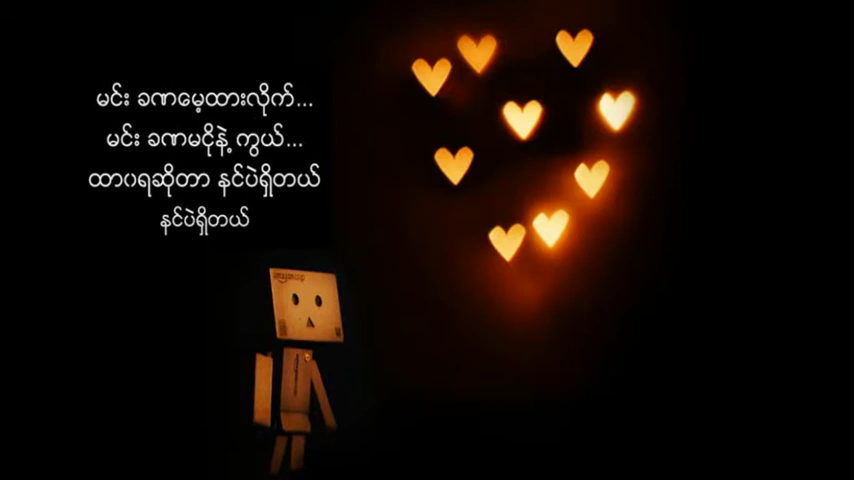 မင်း ခဏမေ့ထားလိုက်...
မင်း ခဏမငိုနဲ့ ကွယ်...
ထာဝရဆိုတာ နင်ပဲရှိတယ်
နင်ပဲရှိတယ်